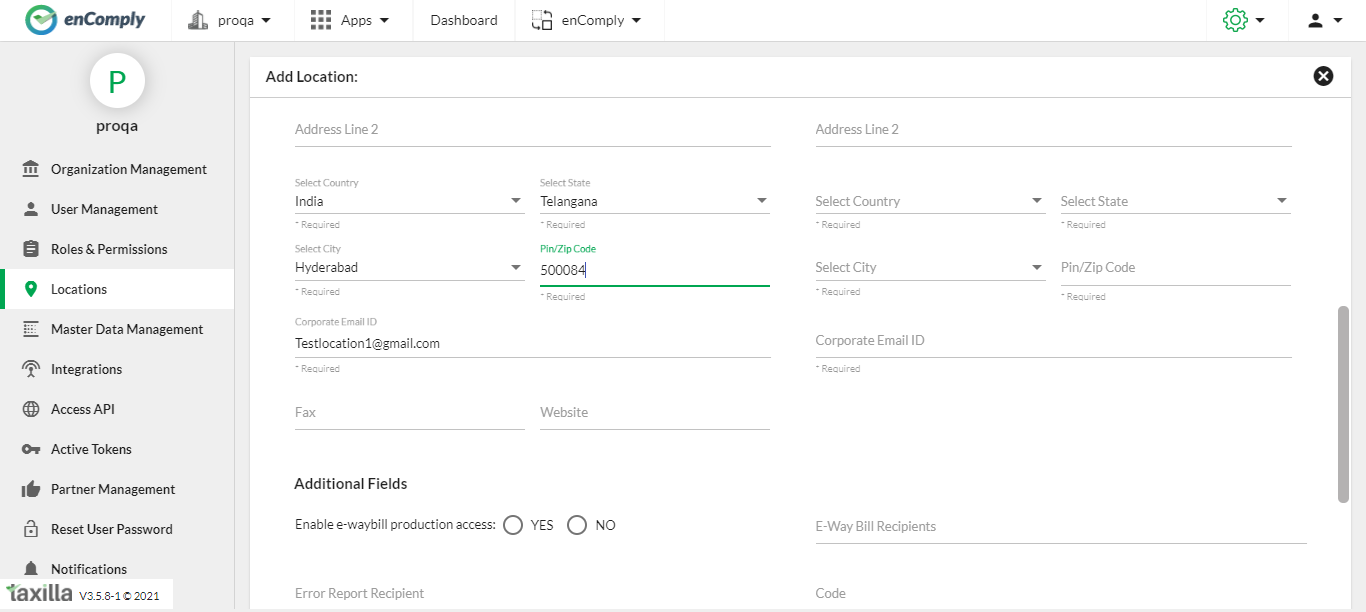 enComply proqa Apps Dashboard enComply
P
proqa
Organization Management
User Management
Roles & Permissions
Locations
Master Data Management
Integrations
Access API
Active Tokens
Partner Management
Reset User Password
Notifications
taxilla V3.5.8-1 © 2021
Add Location:
Address Line 2 Address Line 2
Select Country Select State
India Telangana Select Country Select State
* Required * Required * Required * Required
Select City Pin/Zip Code
Hyderabad 500084 Select City Pin/Zip Code
* Required * Required * Required * Required
Corporate Email ID
Testlocation1@gmail.com Corporate Email ID
* Required * Required
Fax Website
Additional Fields
Enable e-waybill production access: YES NO E-Way Bill Recipients
Error Report Recipient Code